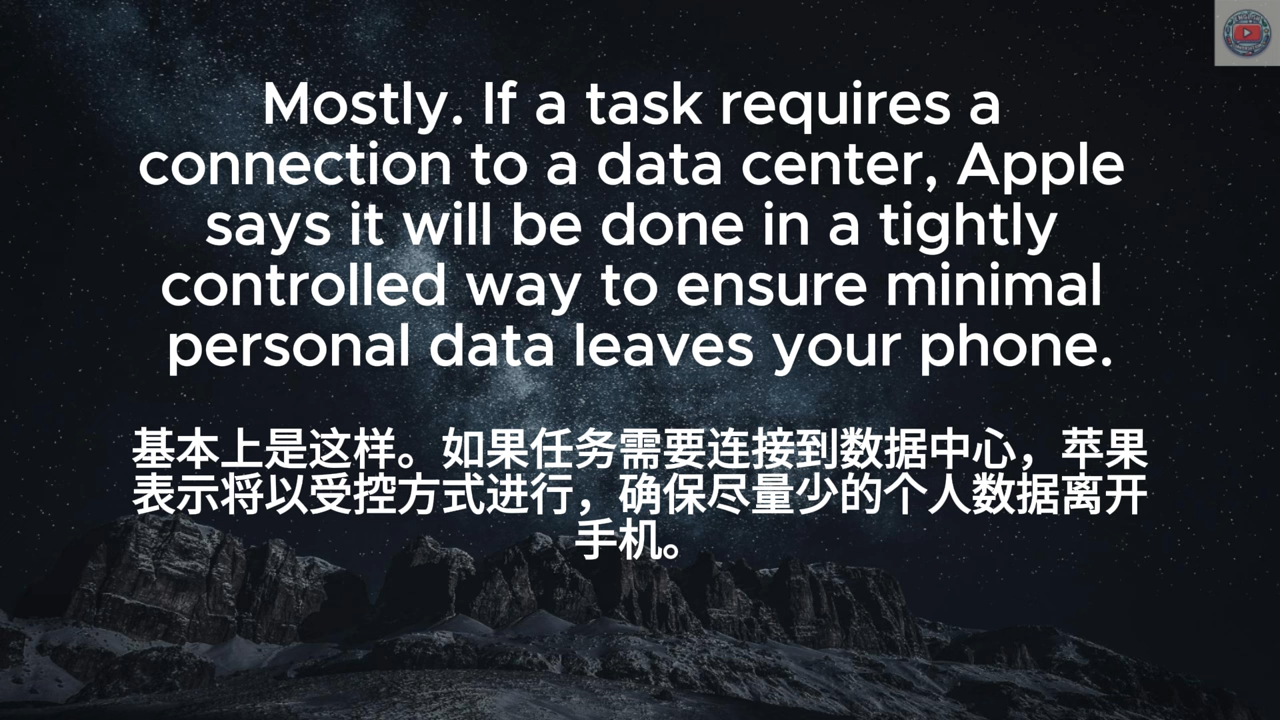 Mostly. If a task requires a
connection to a data center, Apple
says it will be done in a tightly
controlled way to ensure minimal
personal data leaves your phone.
基本上是这样。如果任务需要连接到数据中心，苹果
表示将以受控方式进行，确保尽量少的个人数据离开
手机。